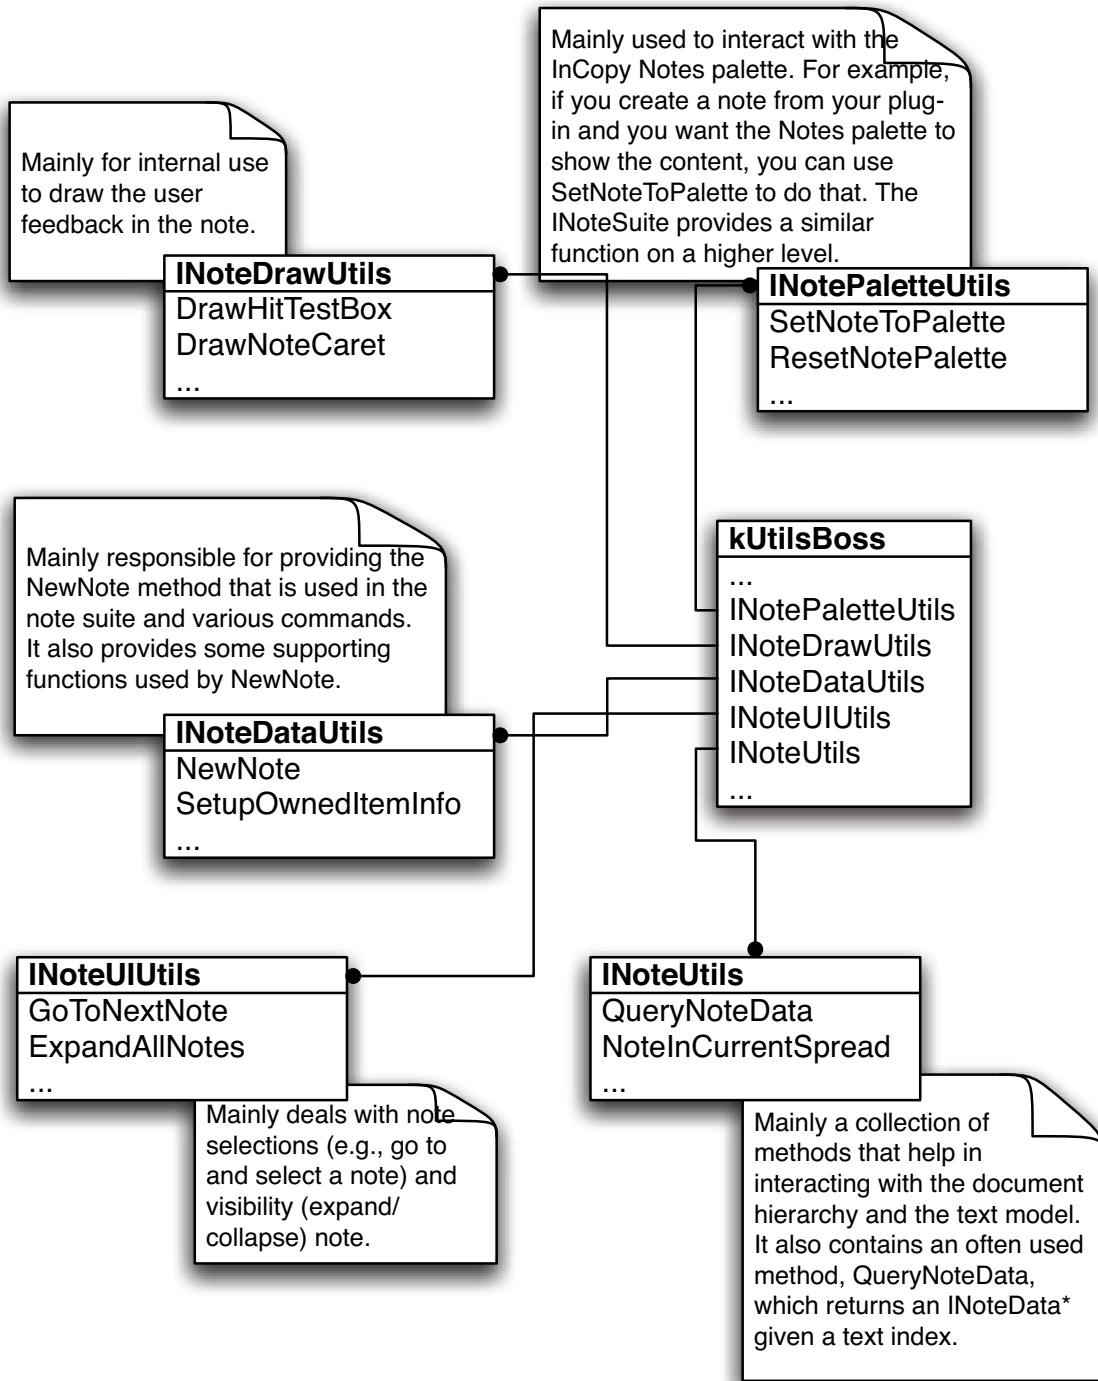 Mainly used to interact with the
InCopy Notes palette. For example,
if you create a note from your plug-
in and you want the Notes palette to
show the content, you can use
SetNoteToPalette to do that. The
INoteSuite provides a similar
function on a higher level.
Mainly for internal use
to draw the user
feedback in the note.
INoteDrawUtils
DrawHitTestBox
DrawNoteCaret
...
INotePaletteUtils
SetNoteToPalette
ResetNotePalette
...
Mainly responsible for providing the
NewNote method that is used in the
note suite and various commands.
It also provides some supporting
functions used by NewNote.
INoteDataUtils
NewNote
SetupOwnedItemInfo
...
kUtilsBoss
...
INotePaletteUtils
INoteDrawUtils
INoteDataUtils
INoteUIUtils
INoteUtils
...
INoteUIUtils
GoToNextNote
ExpandAllNotes
...
Mainly deals with note
selections (e.g., go to
and select a note) and
visibility (expand/
collapse) note.
INoteUtils
QueryNoteData
NoteInCurrentSpread
...
Mainly a collection of
methods that help in
interacting with the document
hierarchy and the text model.
It also contains an often used
method, QueryNoteData,
which returns an INoteData*
given a text index.